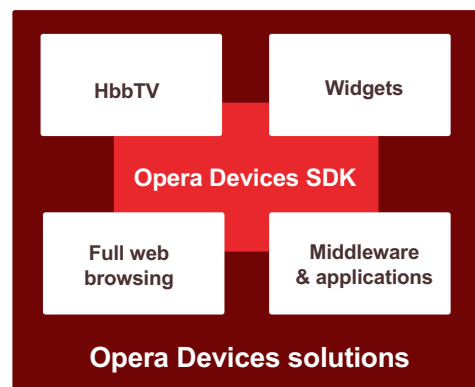 HbbTV
Widgets
Opera Devices SDK
Full web
browsing
Middleware
& applications
Opera Devices solutions